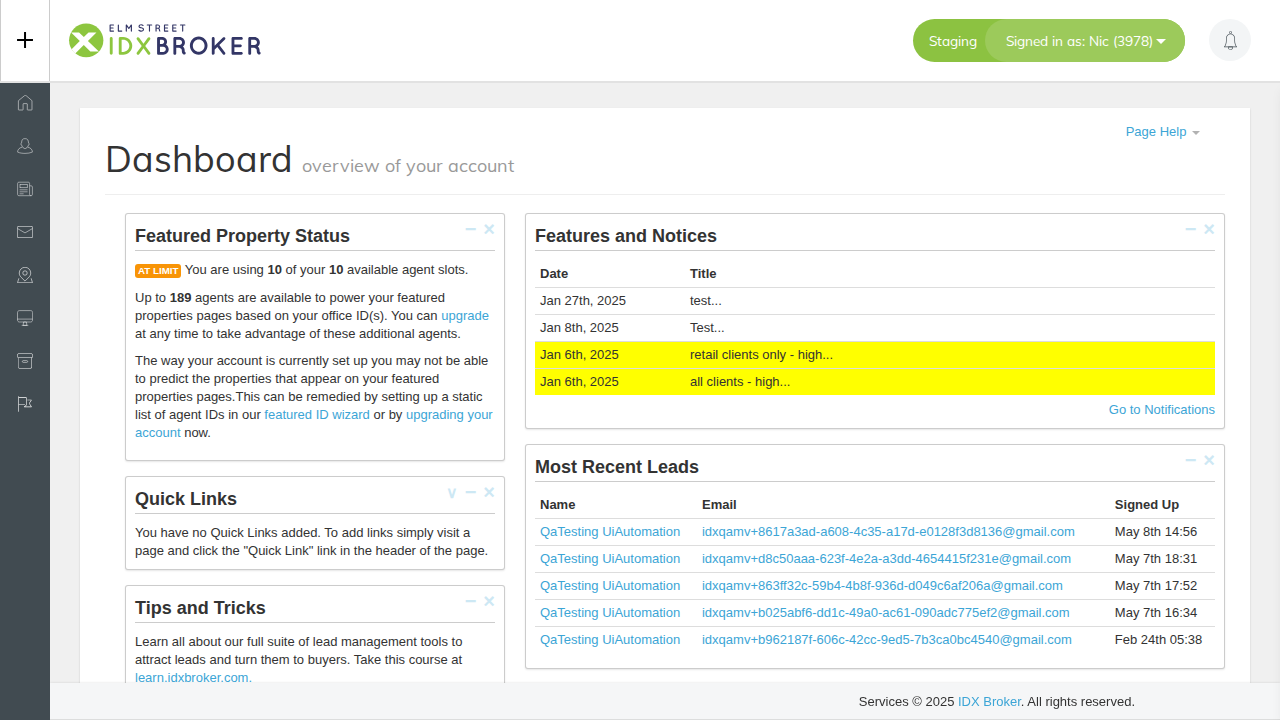 ELM STREET
IDXBROKER
Staging
Signed in as: Nic (3978)
Page Help
Dashboard overview of your account
Featured Property Status
AT LIMIT You are using 10 of your 10 available agent slots.
Up to 189 agents are available to power your featured
properties pages based on your office ID(s). You can upgrade
at any time to take advantage of these additional agents.
The way your account is currently set up you may not be able
to predict the properties that appear on your featured
properties pages.This can be remedied by setting up a static
list of agent IDs in our featured ID wizard or by upgrading your
account now.
Quick Links
You have no Quick Links added. To add links simply visit a
page and click the "Quick Link" link in the header of the page.
Tips and Tricks
Learn all about our full suite of lead management tools to
attract leads and turn them to buyers. Take this course at
learn.idxbroker.com.
Features and Notices
Date Title
Jan 27th, 2025 test...
Jan 8th, 2025 Test...
Jan 6th, 2025 retail clients only - high...
Jan 6th, 2025 all clients - high...
Go to Notifications
Most Recent Leads
Name Email Signed Up
QaTesting UiAutomation idxqamv+8617a3ad-a608-4c35-a17d-e0128f3d8136@gmail.com May 8th 14:56
QaTesting UiAutomation idxqamv+d8c50aaa-623f-4e2a-a3dd-4654415f231e@gmail.com May 7th 18:31
QaTesting UiAutomation idxqamv+863ff32c-59b4-4b8f-936d-d049c6af206a@gmail.com May 7th 17:52
QaTesting UiAutomation idxqamv+b025abf6-dd1c-49a0-ac61-090adc775ef2@gmail.com May 7th 16:34
QaTesting UiAutomation idxqamv+b962187f-606c-42cc-9ed5-7b3ca0bc4540@gmail.com Feb 24th 05:38
Services © 2025 IDX Broker. All rights reserved.